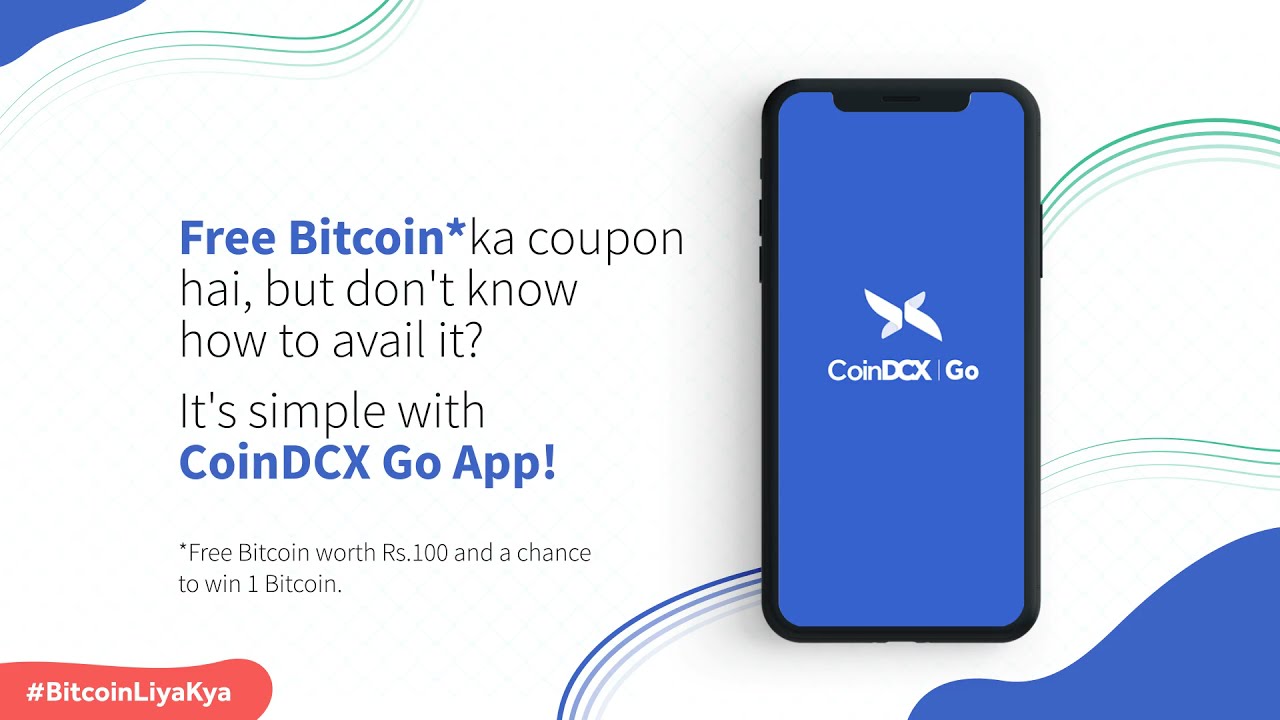 Free Bitcoin*ka coupon
hai, but don't know
how to avail it?
It's simple with
CoinDCX Go App!
*Free Bitcoin worth Rs.100 and a chance
to win 1 Bitcoin.
CoinDCX | Go
#BitcoinLiyaKya